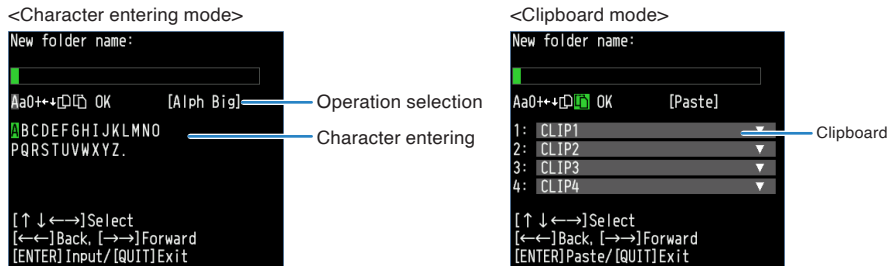 <Character entering mode>
New folder name:
Aa0+←↓ OK [Alph Big]
ABCDEFGHIJKLMNO
PQRSTUVWXYZ.
[↑↓←→]Select
[←←]Back, [→→]Forward
[ENTER]Input/[QUIT]Exit
Operation selection
Character entering
<Clipboard mode>
New folder name:
Aa0+←↓ OK [Paste]
1: CLIP1 ▼
2: CLIP2 ▼
3: CLIP3 ▼
4: CLIP4 ▼
[↑↓←→]Select
[←←]Back, [→→]Forward
[ENTER]Paste/[QUIT]Exit
Clipboard